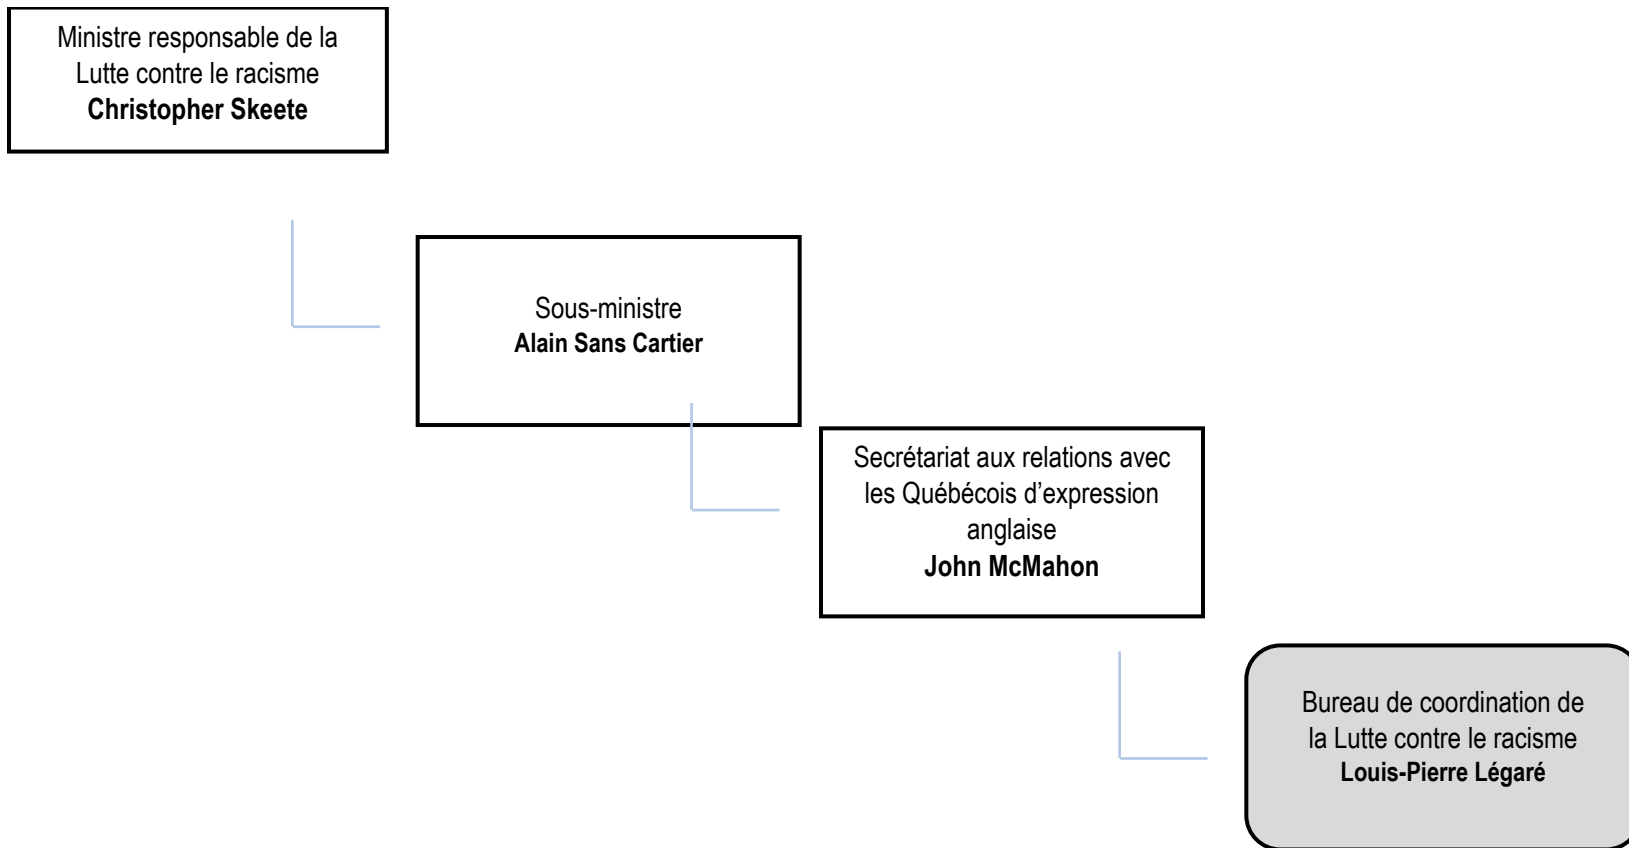 Ministre responsable de la
Lutte contre le racisme
Christopher Skeete
Sous-ministre
Alain Sans Cartier
Secrétariat aux relations avec
les Québécois d’expression
anglaise
John McMahon
Bureau de coordination de
la Lutte contre le racisme
Louis-Pierre Légaré